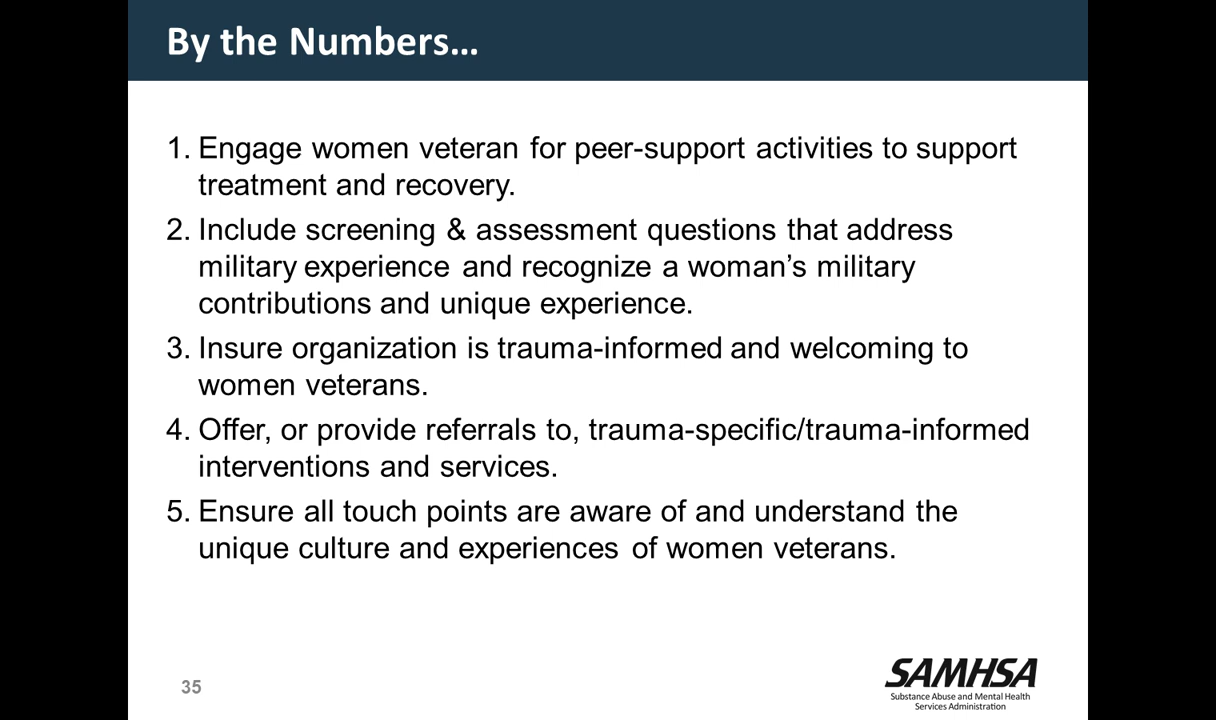 By the Numbers...
1. Engage women veteran for peer-support activities to support
treatment and recovery.
2. Include screening & assessment questions that address
military experience and recognize a woman’s military
contributions and unique experience.
3. Insure organization is trauma-informed and welcoming to
women veterans.
4. Offer, or provide referrals to, trauma-specific/trauma-informed
interventions and services.
5. Ensure all touch points are aware of and understand the
unique culture and experiences of women veterans.
35
SAMHSA
Substance Abuse and Mental Health
Services Administration